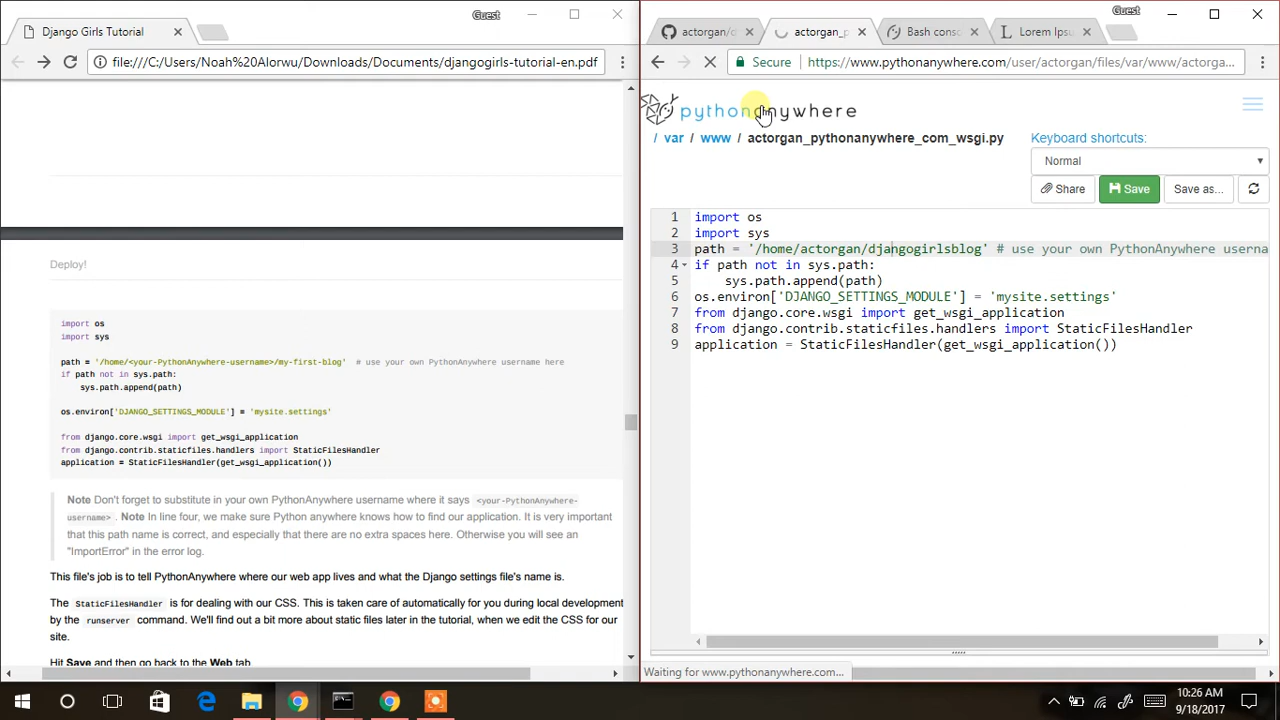 Guest
Django Girls Tutorial
file:///C:/Users/Noah%20Alorwu/Downloads/Documents/djangogirls-tutorial-en.pdf
Deploy!
import os
import sys
path = '/home/<your-PythonAnywhere-username>/my-first-blog' # use your own PythonAnywhere username here
if path not in sys.path:
sys.path.append(path)
os.environ['DJANGO_SETTINGS_MODULE'] = 'mysite.settings'
from django.core.wsgi import get_wsgi_application
from django.contrib.staticfiles.handlers import StaticFilesHandler
application = StaticFilesHandler(get_wsgi_application())
Note Don't forget to substitute in your own PythonAnywhere username where it says <your-PythonAnywhere-
username>. Note In line four, we make sure Python anywhere knows how to find our application. It is very important
that this path name is correct, and especially that there are no extra spaces here. Otherwise you will see an
"ImportError" in the error log.
This file's job is to tell PythonAnywhere where our web app lives and what the Django settings file's name is.
The StaticFilesHandler is for dealing with our CSS. This is taken care of automatically for you during local development
by the runserver command. We'll find out a bit more about static files later in the tutorial, when we edit the CSS for our
site.
Hit Save and then go back to the Web tab
Guest
actorgan/d
actorgan_p
Bash conso
Lorem Ipsu
Secure https://www.pythonanywhere.com/user/actorgan/files/var/www/actorga...
pythonanywhere
/ var / www / actorgan_pythonanywhere_com_wsgi.py
Keyboard shortcuts:
Normal
Share Save Save as...
1 import os
2 import sys
3 path = '/home/actorgan/djangogirlsblog' # use your own PythonAnywhere userna
4 if path not in sys.path:
5 sys.path.append(path)
6 os.environ['DJANGO_SETTINGS_MODULE'] = 'mysite.settings'
7 from django.core.wsgi import get_wsgi_application
8 from django.contrib.staticfiles.handlers import StaticFilesHandler
9 application = StaticFilesHandler(get_wsgi_application())
Waiting for www.pythonanywhere.com...
10:26 AM
9/18/2017